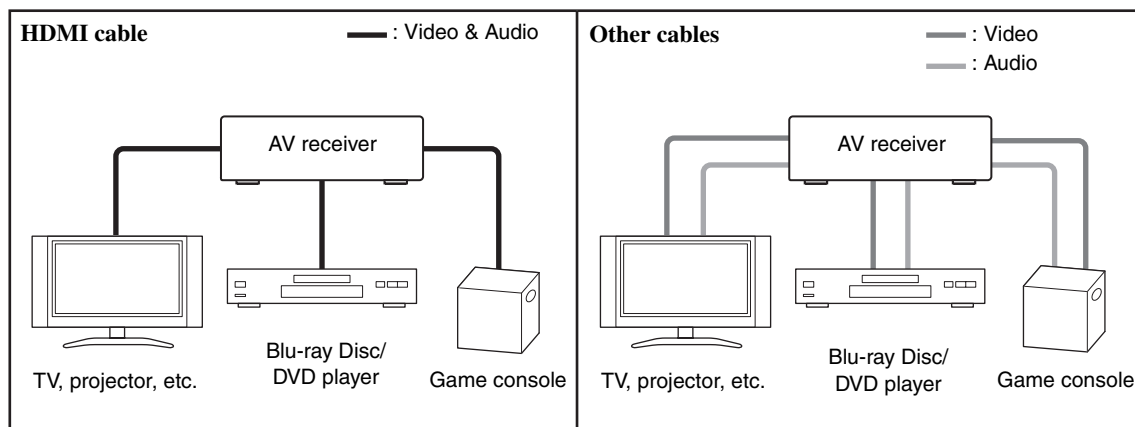 HDMI cable
: Video & Audio
AV receiver
TV, projector, etc.
Blu-ray Disc/
DVD player
Game console
Other cables
: Video
: Audio
AV receiver
TV, projector, etc.
Blu-ray Disc/
DVD player
Game console